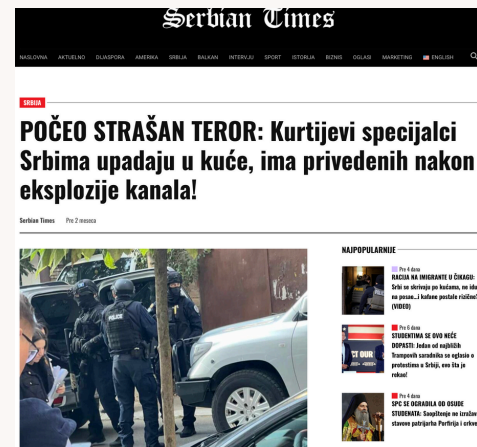 Serbian Times
NASLOVNA AKTUELNO DIJASPORA AMERIKA SRBIJA BALKAN INTERVJU SPORT ISTORIJA BIZNIS OGLASI MARKETING ENGLISH
SRBIJA
POČEO STRAŠAN TEROR: Kurtijevi specijalci
Srbima upadaju u kuće, ima privedenih nakon
eksplozije kanala!
Serbian Times Pre 2 meseca
NAJPOPULARNIJE
Pre 4 dana
RACIJA NA IMIGRANTE U ČIKAGU:
Srbi se skrivaju po kućama, ne idu
na posao...i kafane postale rizične!
(VIDEO)
Pre 6 dana
STUDENTIMA SE OVO NEĆE
DOPASTI: Jedan od najbližih
Trampovih saradnika se oglasio o
protestima u Srbiji, evo šta je
rekao!
Pre 4 dana
SPC SE OGRADILA OD OSUDE
STUDENATA: Saopštenje ne izražava
stavove patrijarha Porfirija i crkve
POLICE
CT OUR